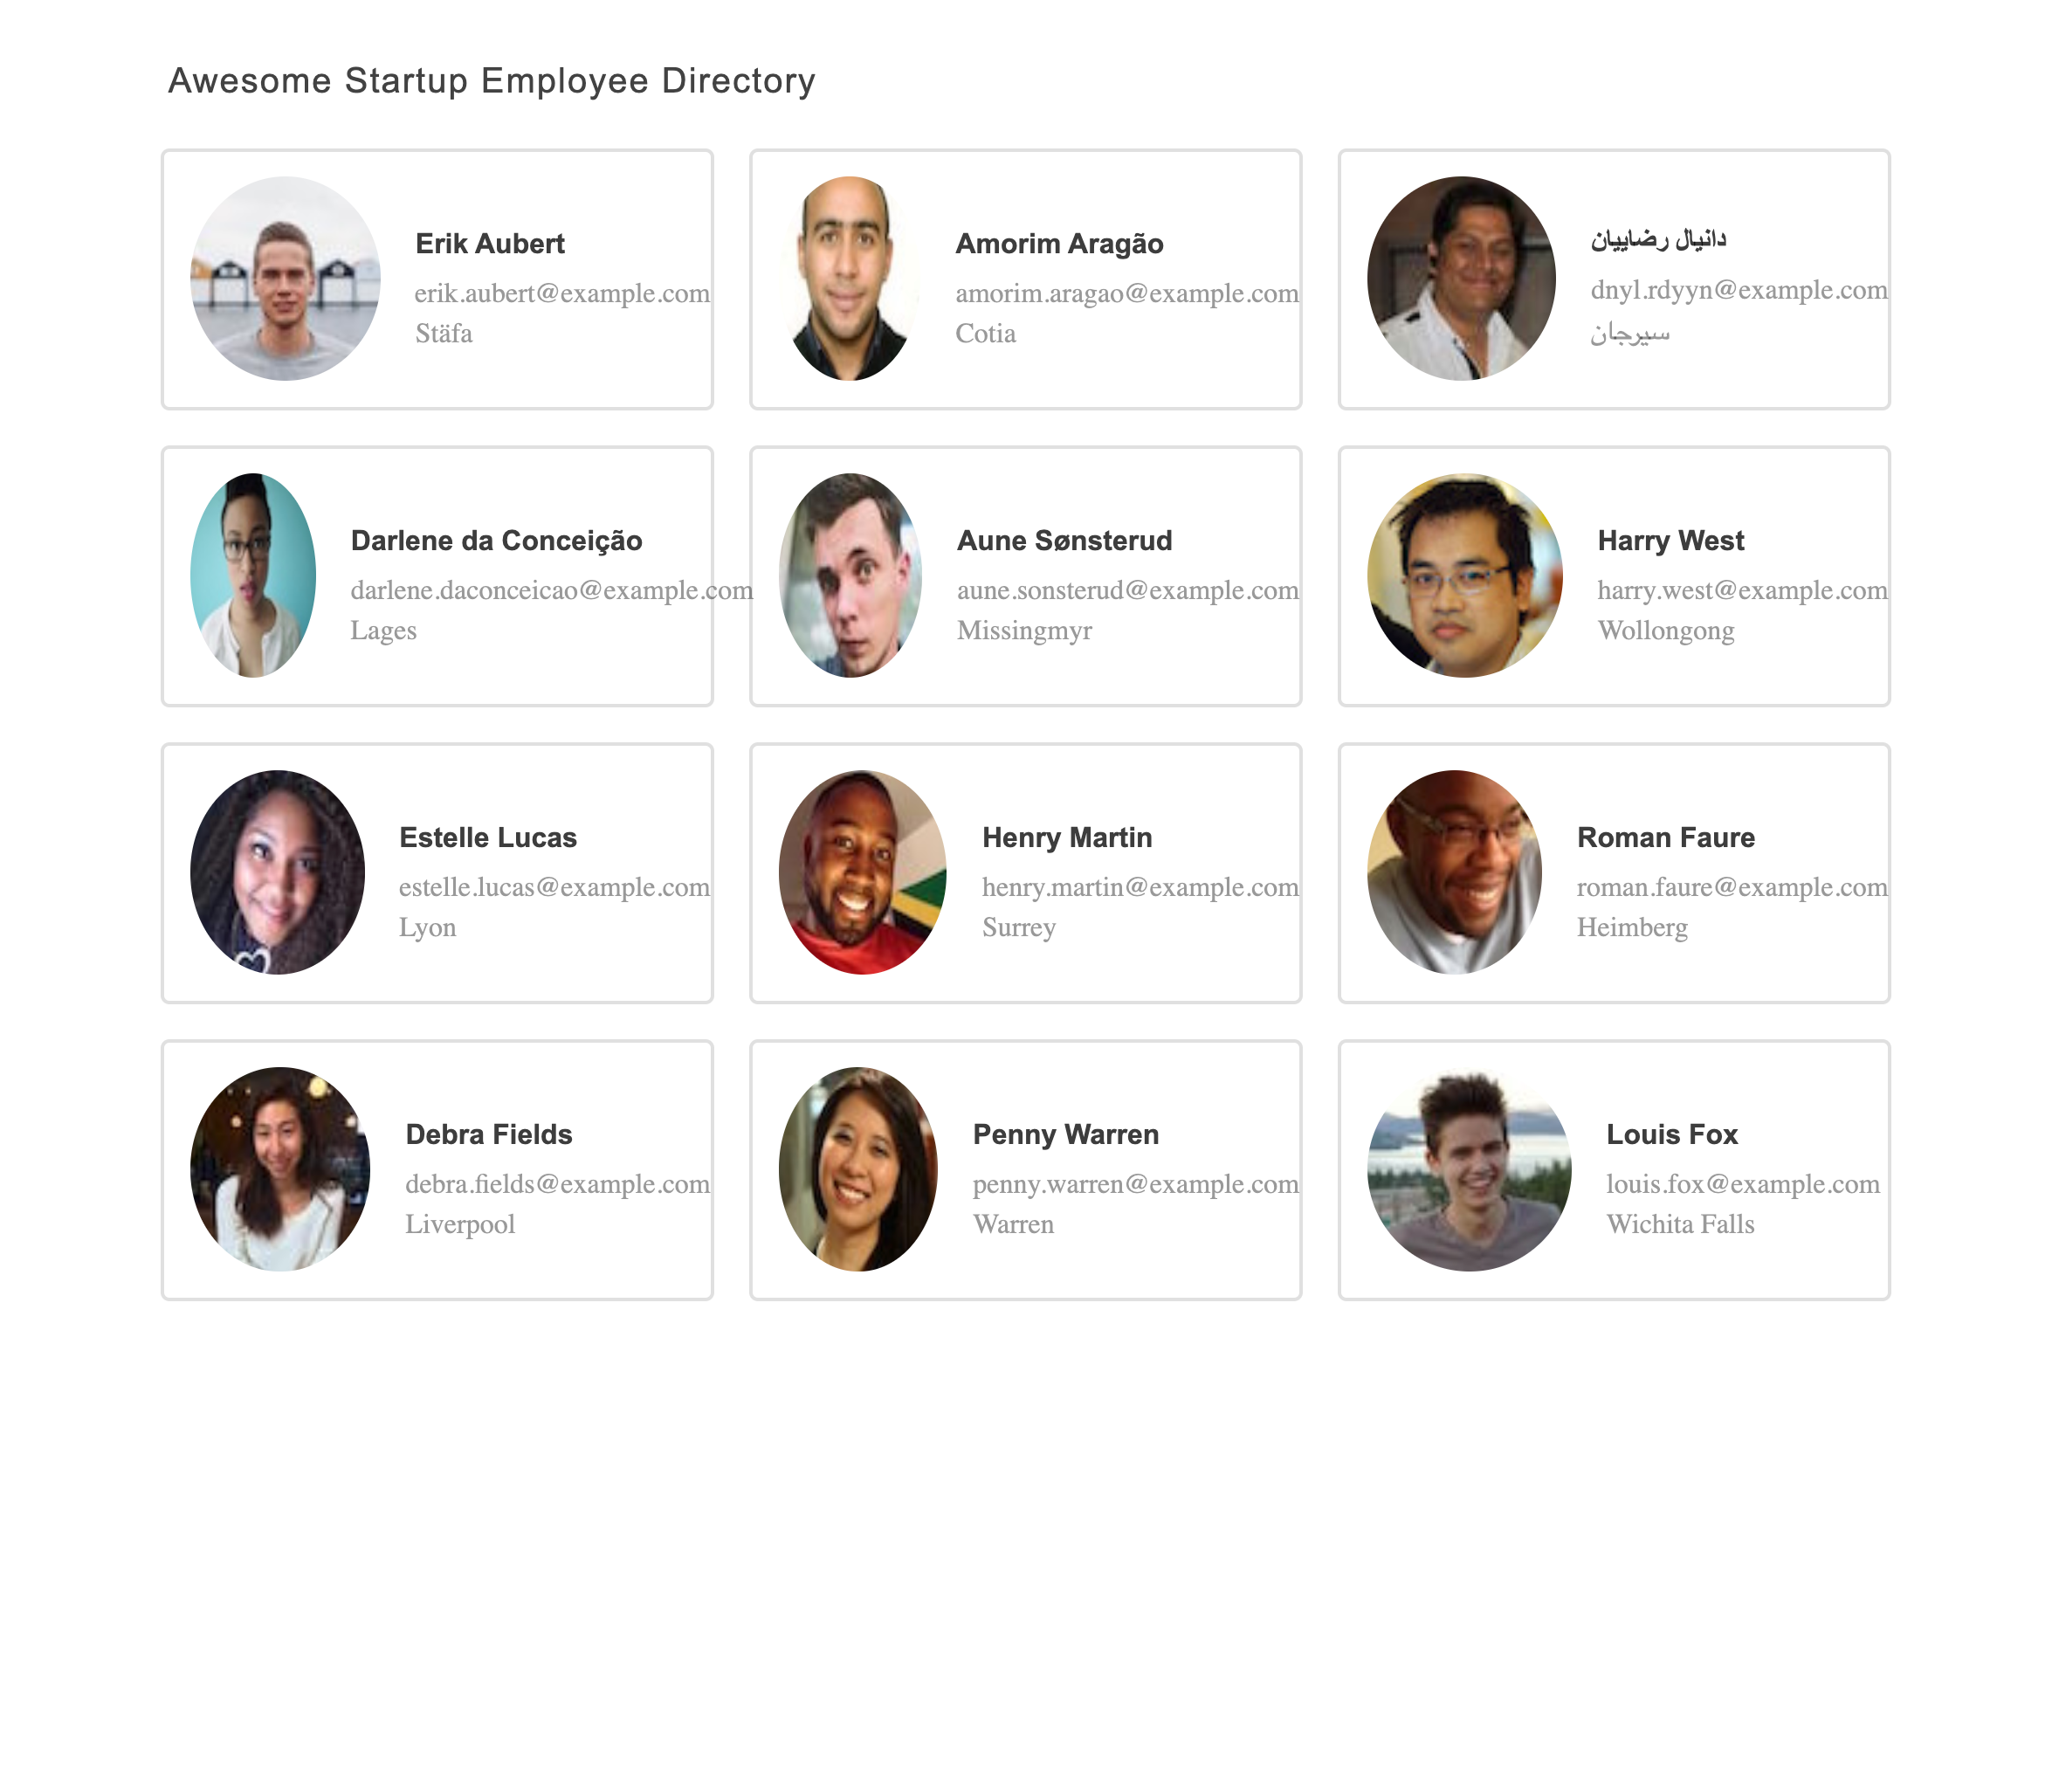 Awesome Startup Employee Directory
Erik Aubert
erik.aubert@example.com
Stäfa
Amorim Aragão
amorim.aragao@example.com
Cotia
دانیال رضاییان
dnyl.rdyyn@example.com
سیرجان
Darlene da Conceição
darlene.daconceicao@example.com
Lages
Aune Sønsterud
aune.sonsterud@example.com
Missingmyr
Harry West
harry.west@example.com
Wollongong
Estelle Lucas
estelle.lucas@example.com
Lyon
Henry Martin
henry.martin@example.com
Surrey
Roman Faure
roman.faure@example.com
Heimberg
Debra Fields
debra.fields@example.com
Liverpool
Penny Warren
penny.warren@example.com
Warren
Louis Fox
louis.fox@example.com
Wichita Falls